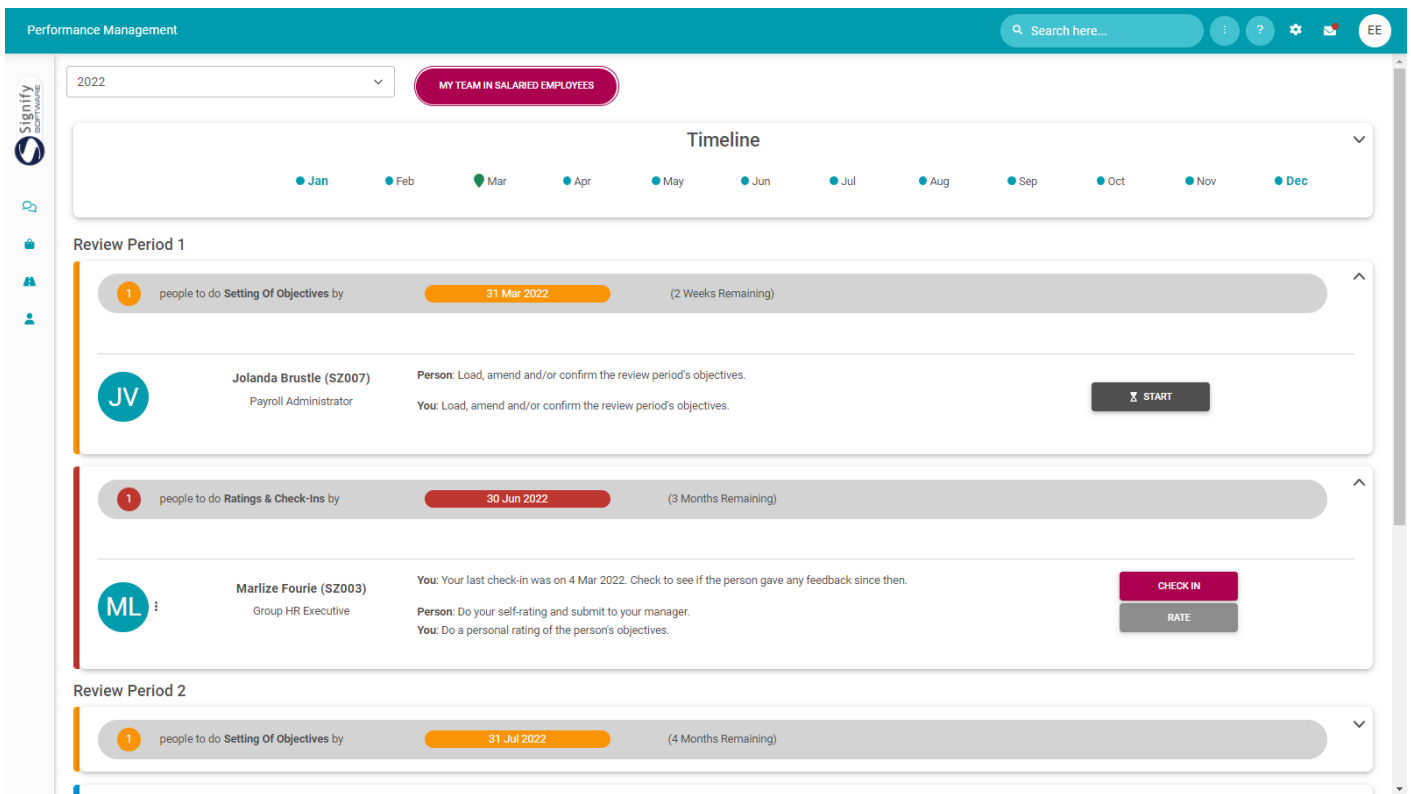 Performance Management
Search here...
?
EE
Signify
SOFTWARE
2022
MY TEAM IN SALARIED EMPLOYEES
Timeline
Jan Feb Mar Apr May Jun Jul Aug Sep Oct Nov Dec
Review Period 1
1 people to do Setting Of Objectives by 31 Mar 2022 (2 Weeks Remaining)
JV
Jolanda Brustle (SZ007)
Payroll Administrator
Person: Load, amend and/or confirm the review period's objectives.
You: Load, amend and/or confirm the review period's objectives.
START
1 people to do Ratings & Check-Ins by 30 Jun 2022 (3 Months Remaining)
ML
Marlize Fourie (SZ003)
Group HR Executive
You: Your last check-in was on 4 Mar 2022. Check to see if the person gave any feedback since then.
Person: Do your self-rating and submit to your manager.
You: Do a personal rating of the person's objectives.
CHECK IN
RATE
Review Period 2
1 people to do Setting Of Objectives by 31 Jul 2022 (4 Months Remaining)